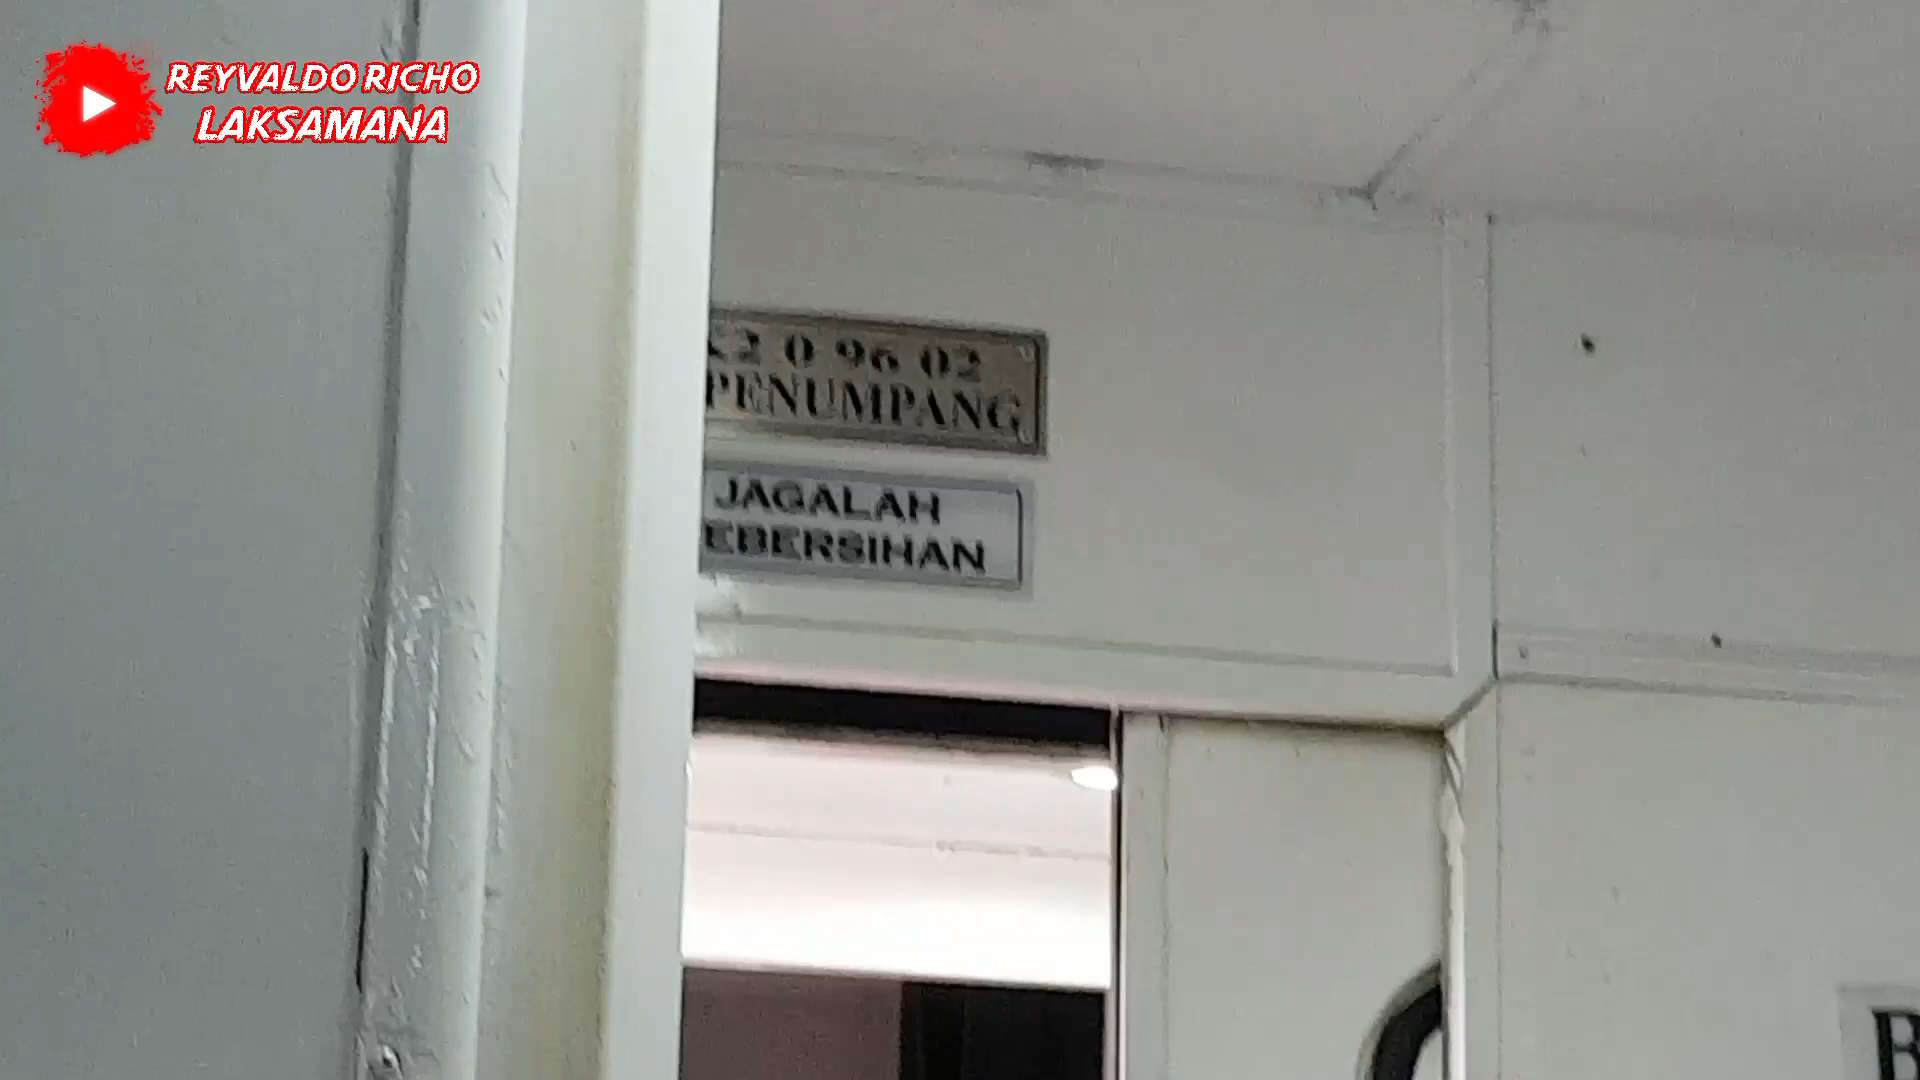 REYVALDO RICHO
LAKSAMANA
2 0 96 02
PENUMPANG
JAGALAH
EBERSIHAN
B